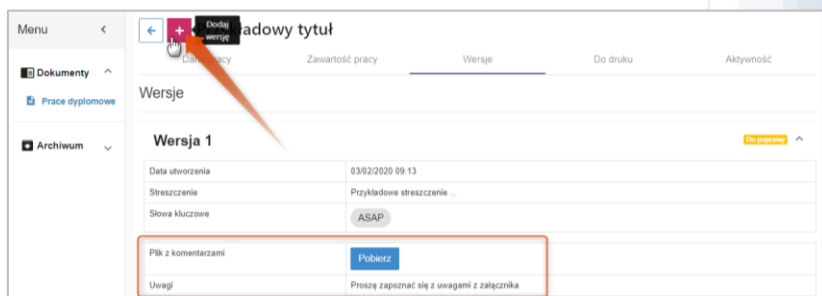 Menu
Dodaj wersję
Przykładowy tytuł
Dane pracy Zawartość pracy Wersje Do druku Aktywność
Dokumenty
Prace dyplomowe
Archiwum
Wersje
Wersja 1 Do poprawy
Data utworzenia 03/02/2020 09:13
Streszczenie Przykładowe streszczenie ...
Słowa kluczowe ASAP
Plik z komentarzami Pobierz
Uwagi Proszę zapoznać się z uwagami z załącznika